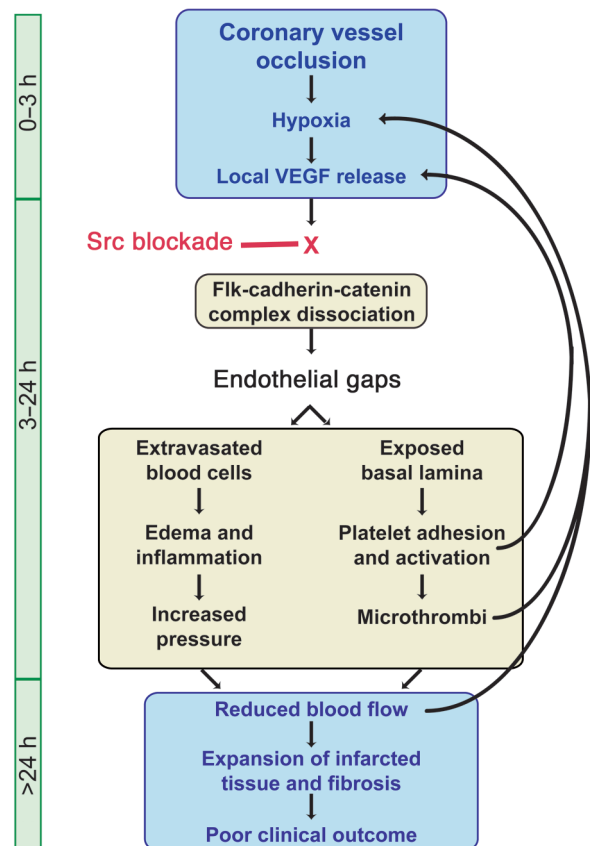 0–3 h
Coronary vessel
occlusion
Hypoxia
Local VEGF release
3–24 h
Src blockade
X
Flk-cadherin-catenin
complex dissociation
Endothelial gaps
Extravasated
blood cells
Edema and
inflammation
Increased
pressure
Exposed
basal lamina
Platelet adhesion
and activation
Microthrombi
>24 h
Reduced blood flow
Expansion of infarcted
tissue and fibrosis
Poor clinical outcome